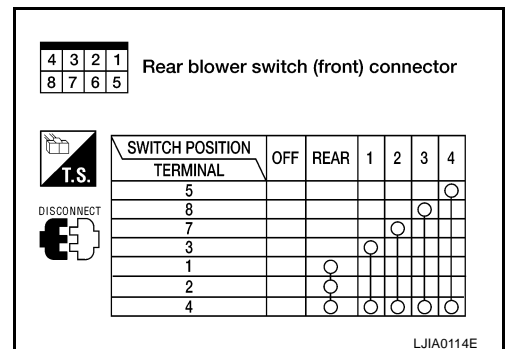 4 3 2 1
8 7 6 5
Rear blower switch (front) connector
T.S.
DISCONNECT
SWITCH POSITION
TERMINAL
OFF REAR 1 2 3 4
5
8
7
3
1
2
4
LJIA0114E